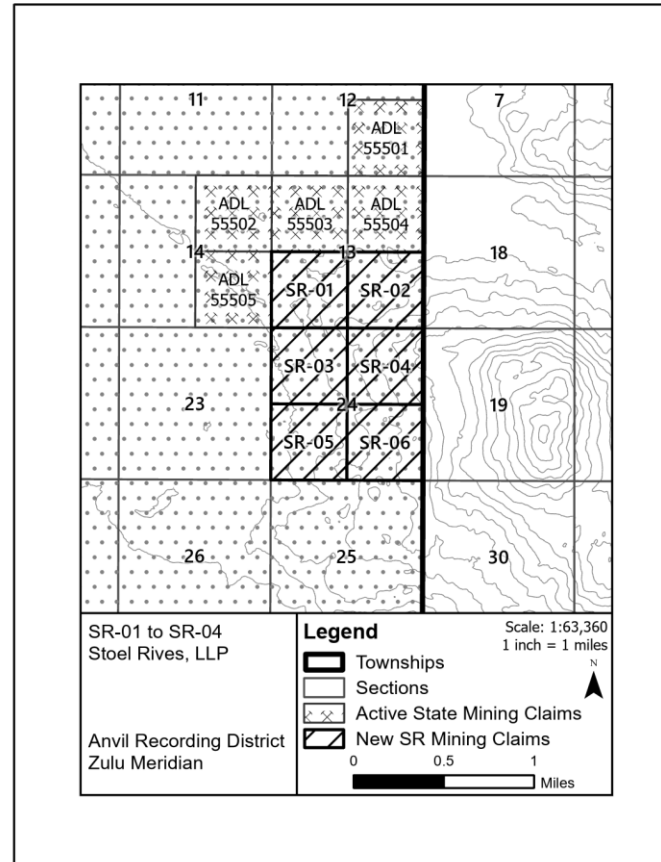 11
12
7
ADL
55501
ADL
55502
ADL
55503
ADL
55504
14
13
18
ADL
55505
SR-01
SR-02
SR-03
SR-04
23
24
19
SR-05
SR-06
26
25
30
SR-01 to SR-04
Stoel Rives, LLP
Anvil Recording District
Zulu Meridian
Legend
Scale: 1:63,360
1 inch = 1 miles
N
Townships
Sections
Active State Mining Claims
New SR Mining Claims
0 0.5 1
Miles